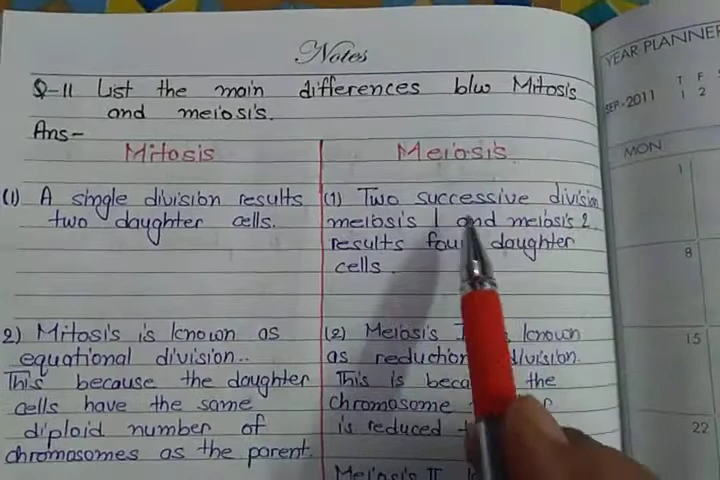 Notes
Q-11 List the main differences b/w Mitosis
and meiosis.
Ans-
Mitosis
(1) A single division results
two daughter cells.
2) Mitosis is known as
equational division..
This because the daughter
cells have the same
diploid number of
chromosomes as the parent.
Meiosis
(1) Two successive division
meiosis 1 and meiosis 2
results four daughter
cells.
(2) Meiosis I known
as reduction division.
This is the
chromosome
is reduced
Meiosis II
YEAR PLANNER
T F
SEP-2011 1 2
MON
1
8
15
22